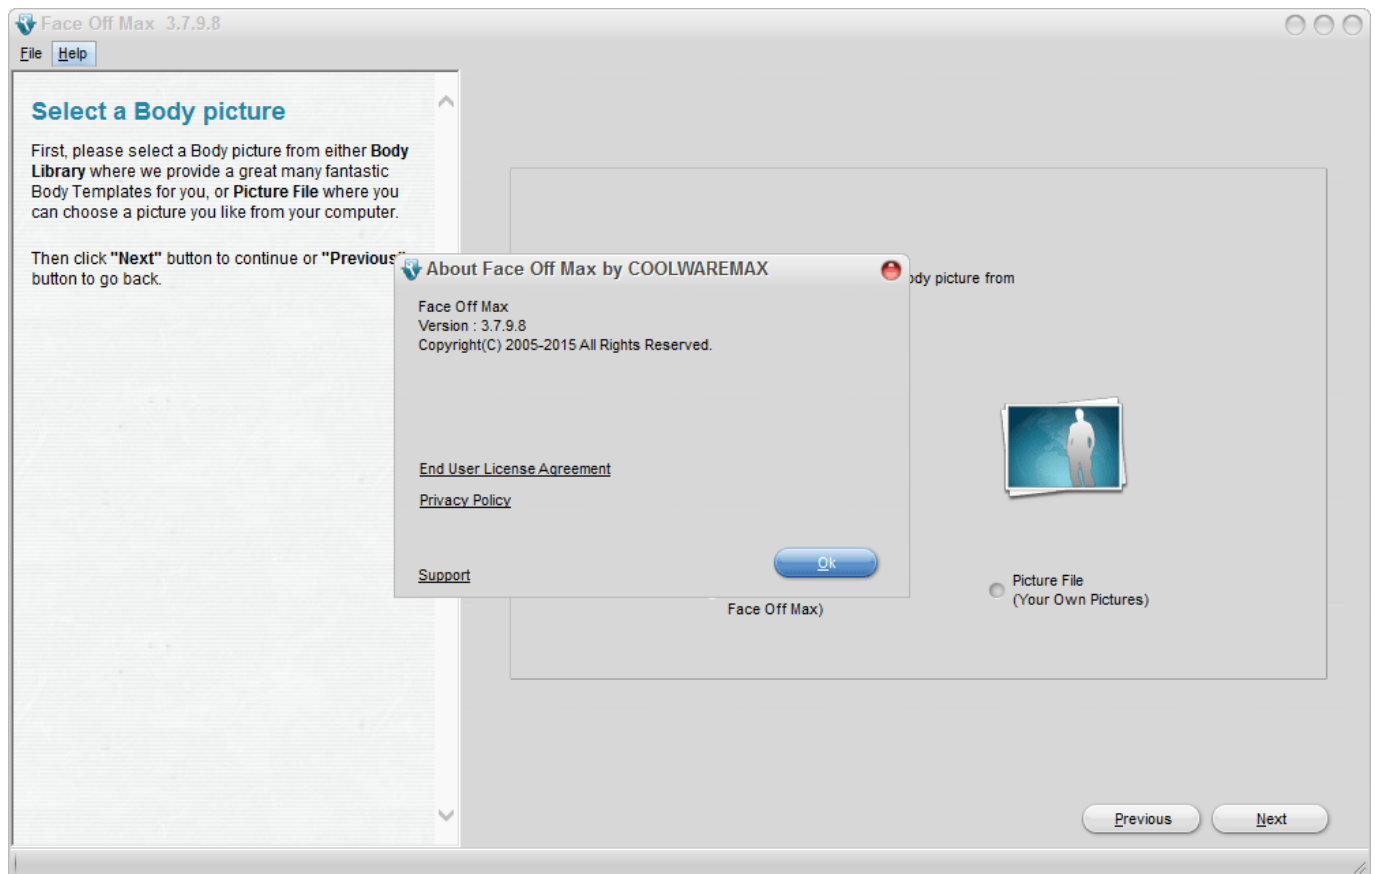 Face Off Max 3.7.9.8
File Help
Select a Body picture
First, please select a Body picture from either Body
Library where we provide a great many fantastic
Body Templates for you, or Picture File where you
can choose a picture you like from your computer.
Then click "Next" button to continue or "Previous"
button to go back.
About Face Off Max by COOLWAREMAX
Face Off Max
Version : 3.7.9.8
Copyright(C) 2005-2015 All Rights Reserved.
End User License Agreement
Privacy Policy
Support
Ok
picture from
Face Off Max)
Picture File
(Your Own Pictures)
Previous
Next